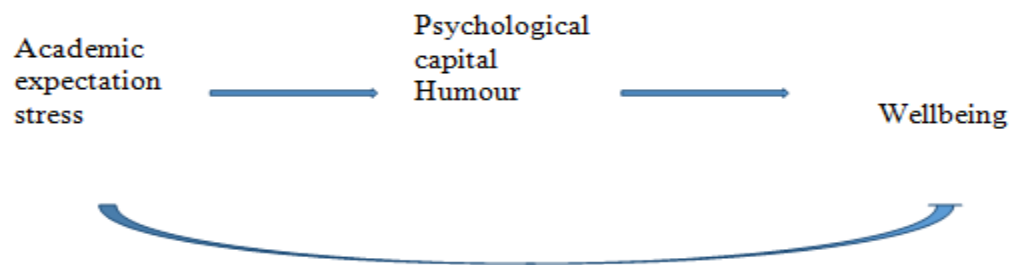 Academic
expectation
stress
Psychological
capital
Humour
Wellbeing